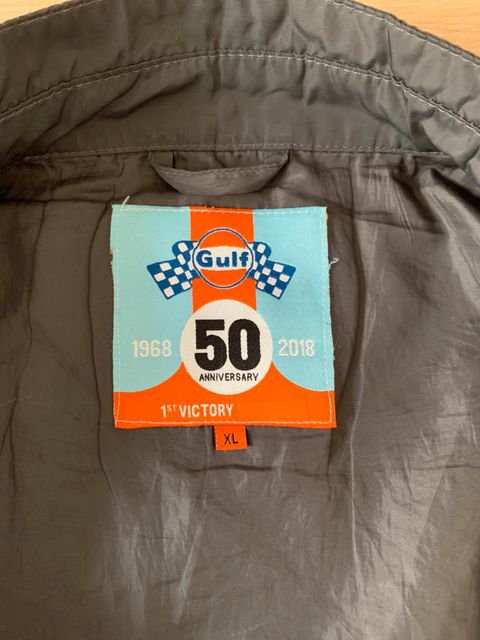 Gulf
1968 50 2018
ANNIVERSARY
1ST VICTORY
XL